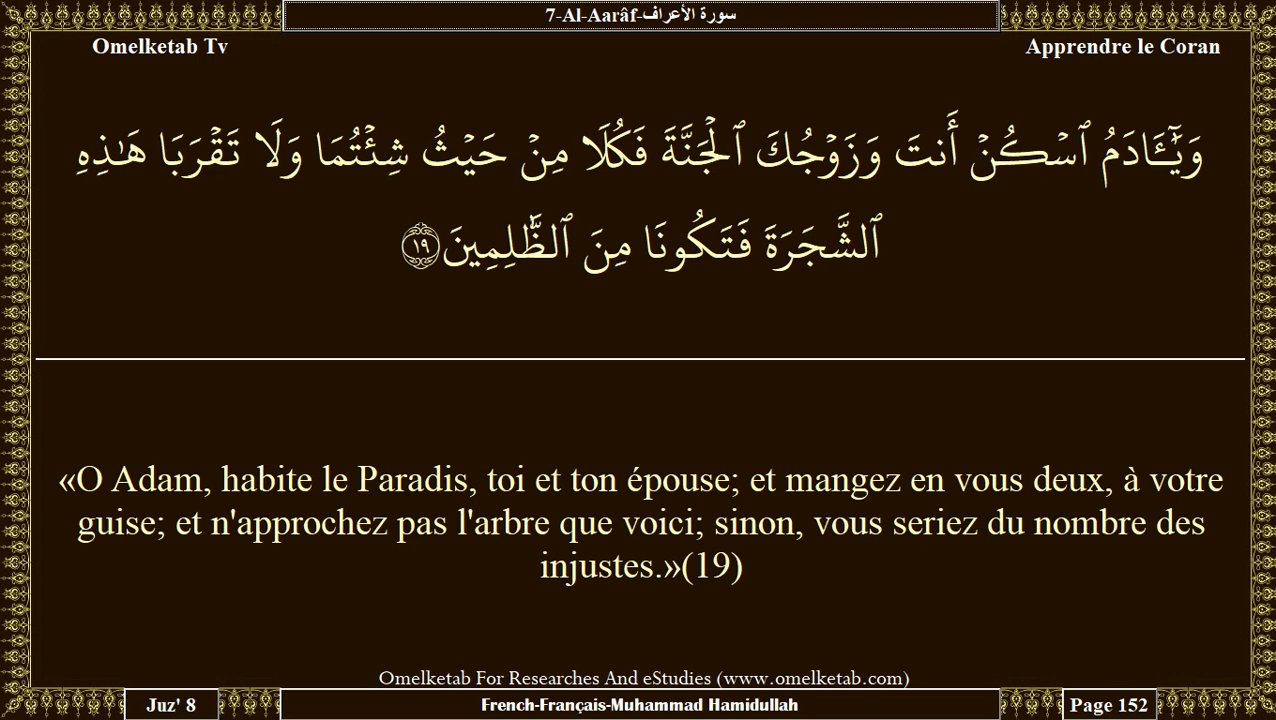 7-Al-Aarâf-سورة الأعراف
Omelketab Tv
Apprendre le Coran
وَيَٰٓـَٔادَمُ ٱسۡكُنۡ أَنتَ وَزَوۡجُكَ ٱلۡجَنَّةَ فَكُلَا مِنۡ حَيۡثُ شِئۡتُمَا وَلَا تَقۡرَبَا هَٰذِهِ
ٱلشَّجَرَةَ فَتَكُونَا مِنَ ٱلظَّٰلِمِينَ ١٩
«O Adam, habite le Paradis, toi et ton épouse; et mangez en vous deux, à votre
guise; et n'approchez pas l'arbre que voici; sinon, vous seriez du nombre des
injustes.»(19)
Omelketab For Researches And eStudies (www.omelketab.com)
Juz' 8
French-Français-Muhammad Hamidullah
Page 152